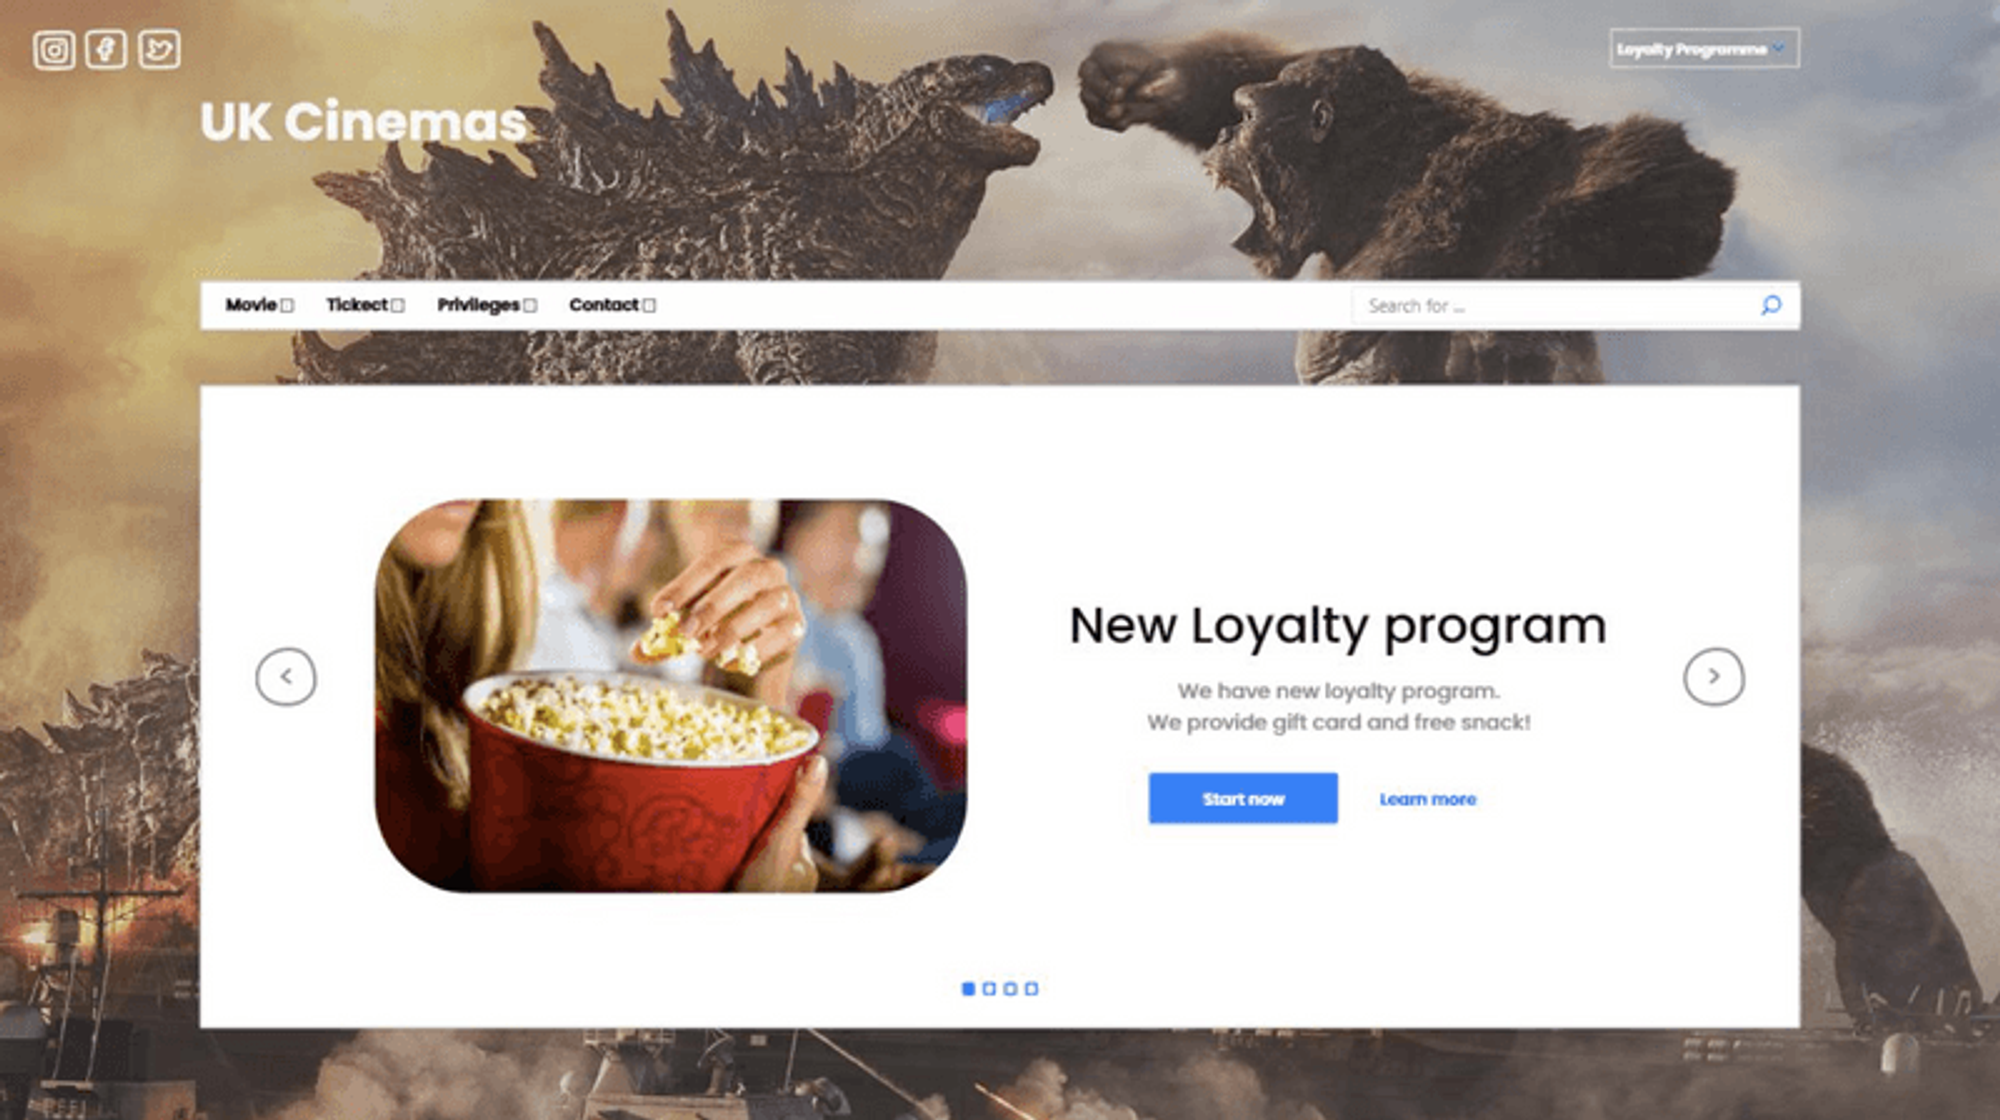 Loyalty Programme
UK Cinemas
Movie Tickect Privileges Contact Search for ...
New Loyalty program
We have new loyalty program.
We provide gift card and free snack!
Start now Learn more